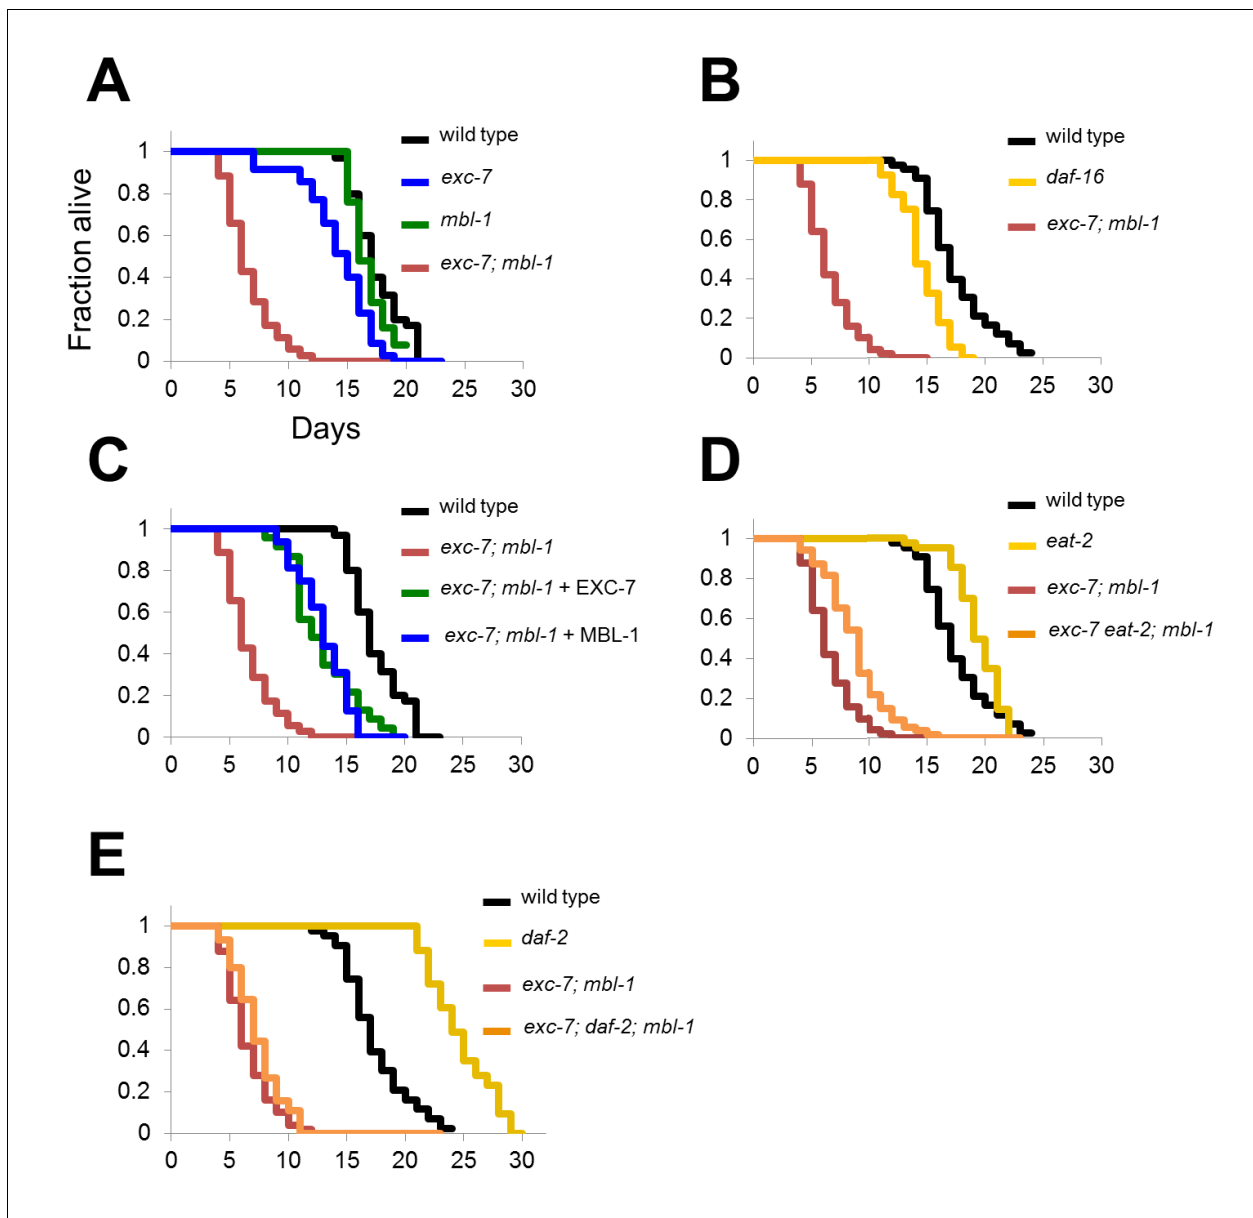 A
wild type
exc-7
mbl-1
exc-7; mbl-1
Fraction alive
1
0.8
0.6
0.4
0.2
0
0 5 10 15 20 25 30
Days
B
wild type
daf-16
exc-7; mbl-1
1
0.8
0.6
0.4
0.2
0
0 5 10 15 20 25 30
C
wild type
exc-7; mbl-1
exc-7; mbl-1 + EXC-7
exc-7; mbl-1 + MBL-1
1
0.8
0.6
0.4
0.2
0
0 5 10 15 20 25 30
D
wild type
eat-2
exc-7; mbl-1
exc-7 eat-2; mbl-1
1
0.8
0.6
0.4
0.2
0
0 5 10 15 20 25 30
E
wild type
daf-2
exc-7; mbl-1
exc-7; daf-2; mbl-1
1
0.8
0.6
0.4
0.2
0
0 5 10 15 20 25 30